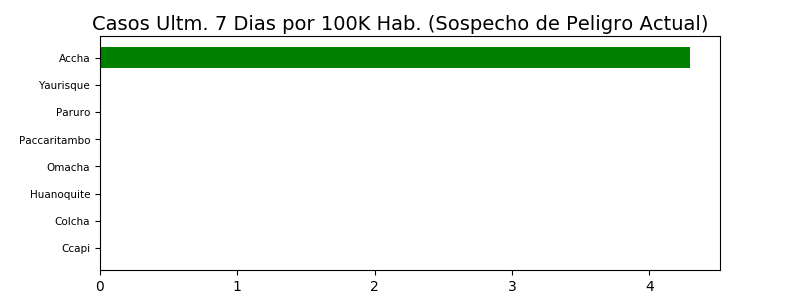 Casos Ultm. 7 Dias por 100K Hab. (Sospecho de Peligro Actual)
Accha
Yaurisque
Paruro
Paccaritambo
Omacha
Huanoquite
Colcha
Ccapi
0 1 2 3 4